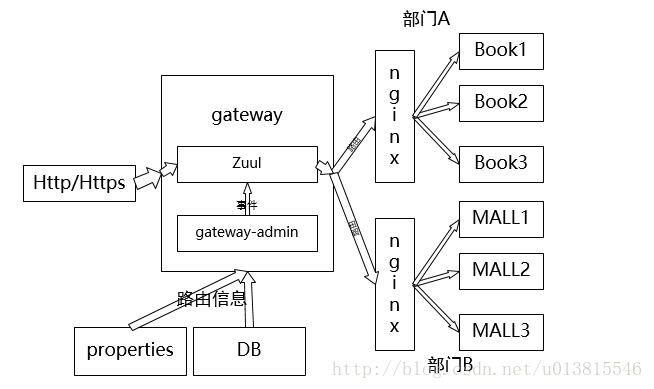 部门A
gateway
Zuul
事件
gateway-admin
Http/Https
路由信息
properties
DB
nginx
Book1
Book2
Book3
nginx
MALL1
MALL2
MALL3
部门B
http://blog.csdn.net/u013815546